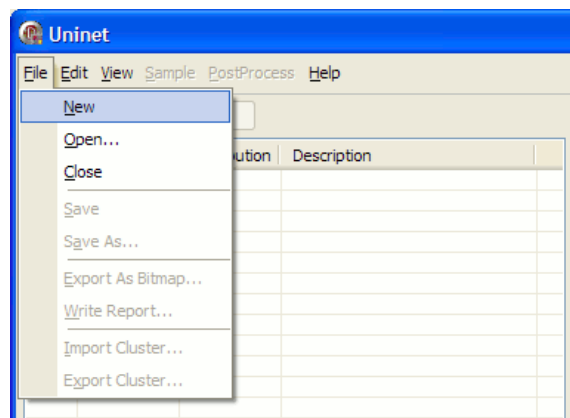 Uninet
File Edit View Sample PostProcess Help
New
Open...
ution Description
Close
Save
Save As...
Export As Bitmap...
Write Report...
Import Cluster...
Export Cluster...